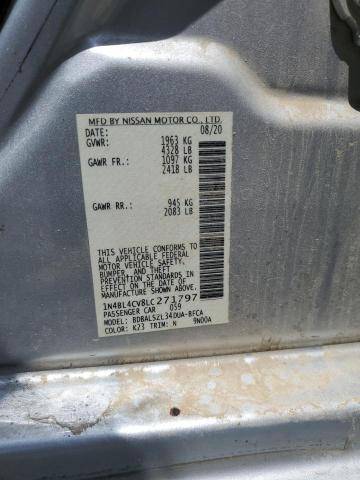 MFD BY NISSAN MOTOR CO., LTD.
DATE: 08/20
GVWR: 1963 KG
4328 LB
GAWR FR.: 1097 KG
2418 LB
GAWR RR.: 945 KG
2083 LB
THIS VEHICLE CONFORMS TO
ALL APPLICABLE FEDERAL
MOTOR VEHICLE SAFETY,
BUMPER, AND THEFT
PREVENTION STANDARDS
IN EFFECT ON THE DATE OF
MANUFACTURE SHOWN ABOVE.
1N4BL4CV8LC271797
PASSENGER CAR 059
MODEL: BDBALS2L34DUA-BFCA
COLOR: K23 TRIM: N 9N00A